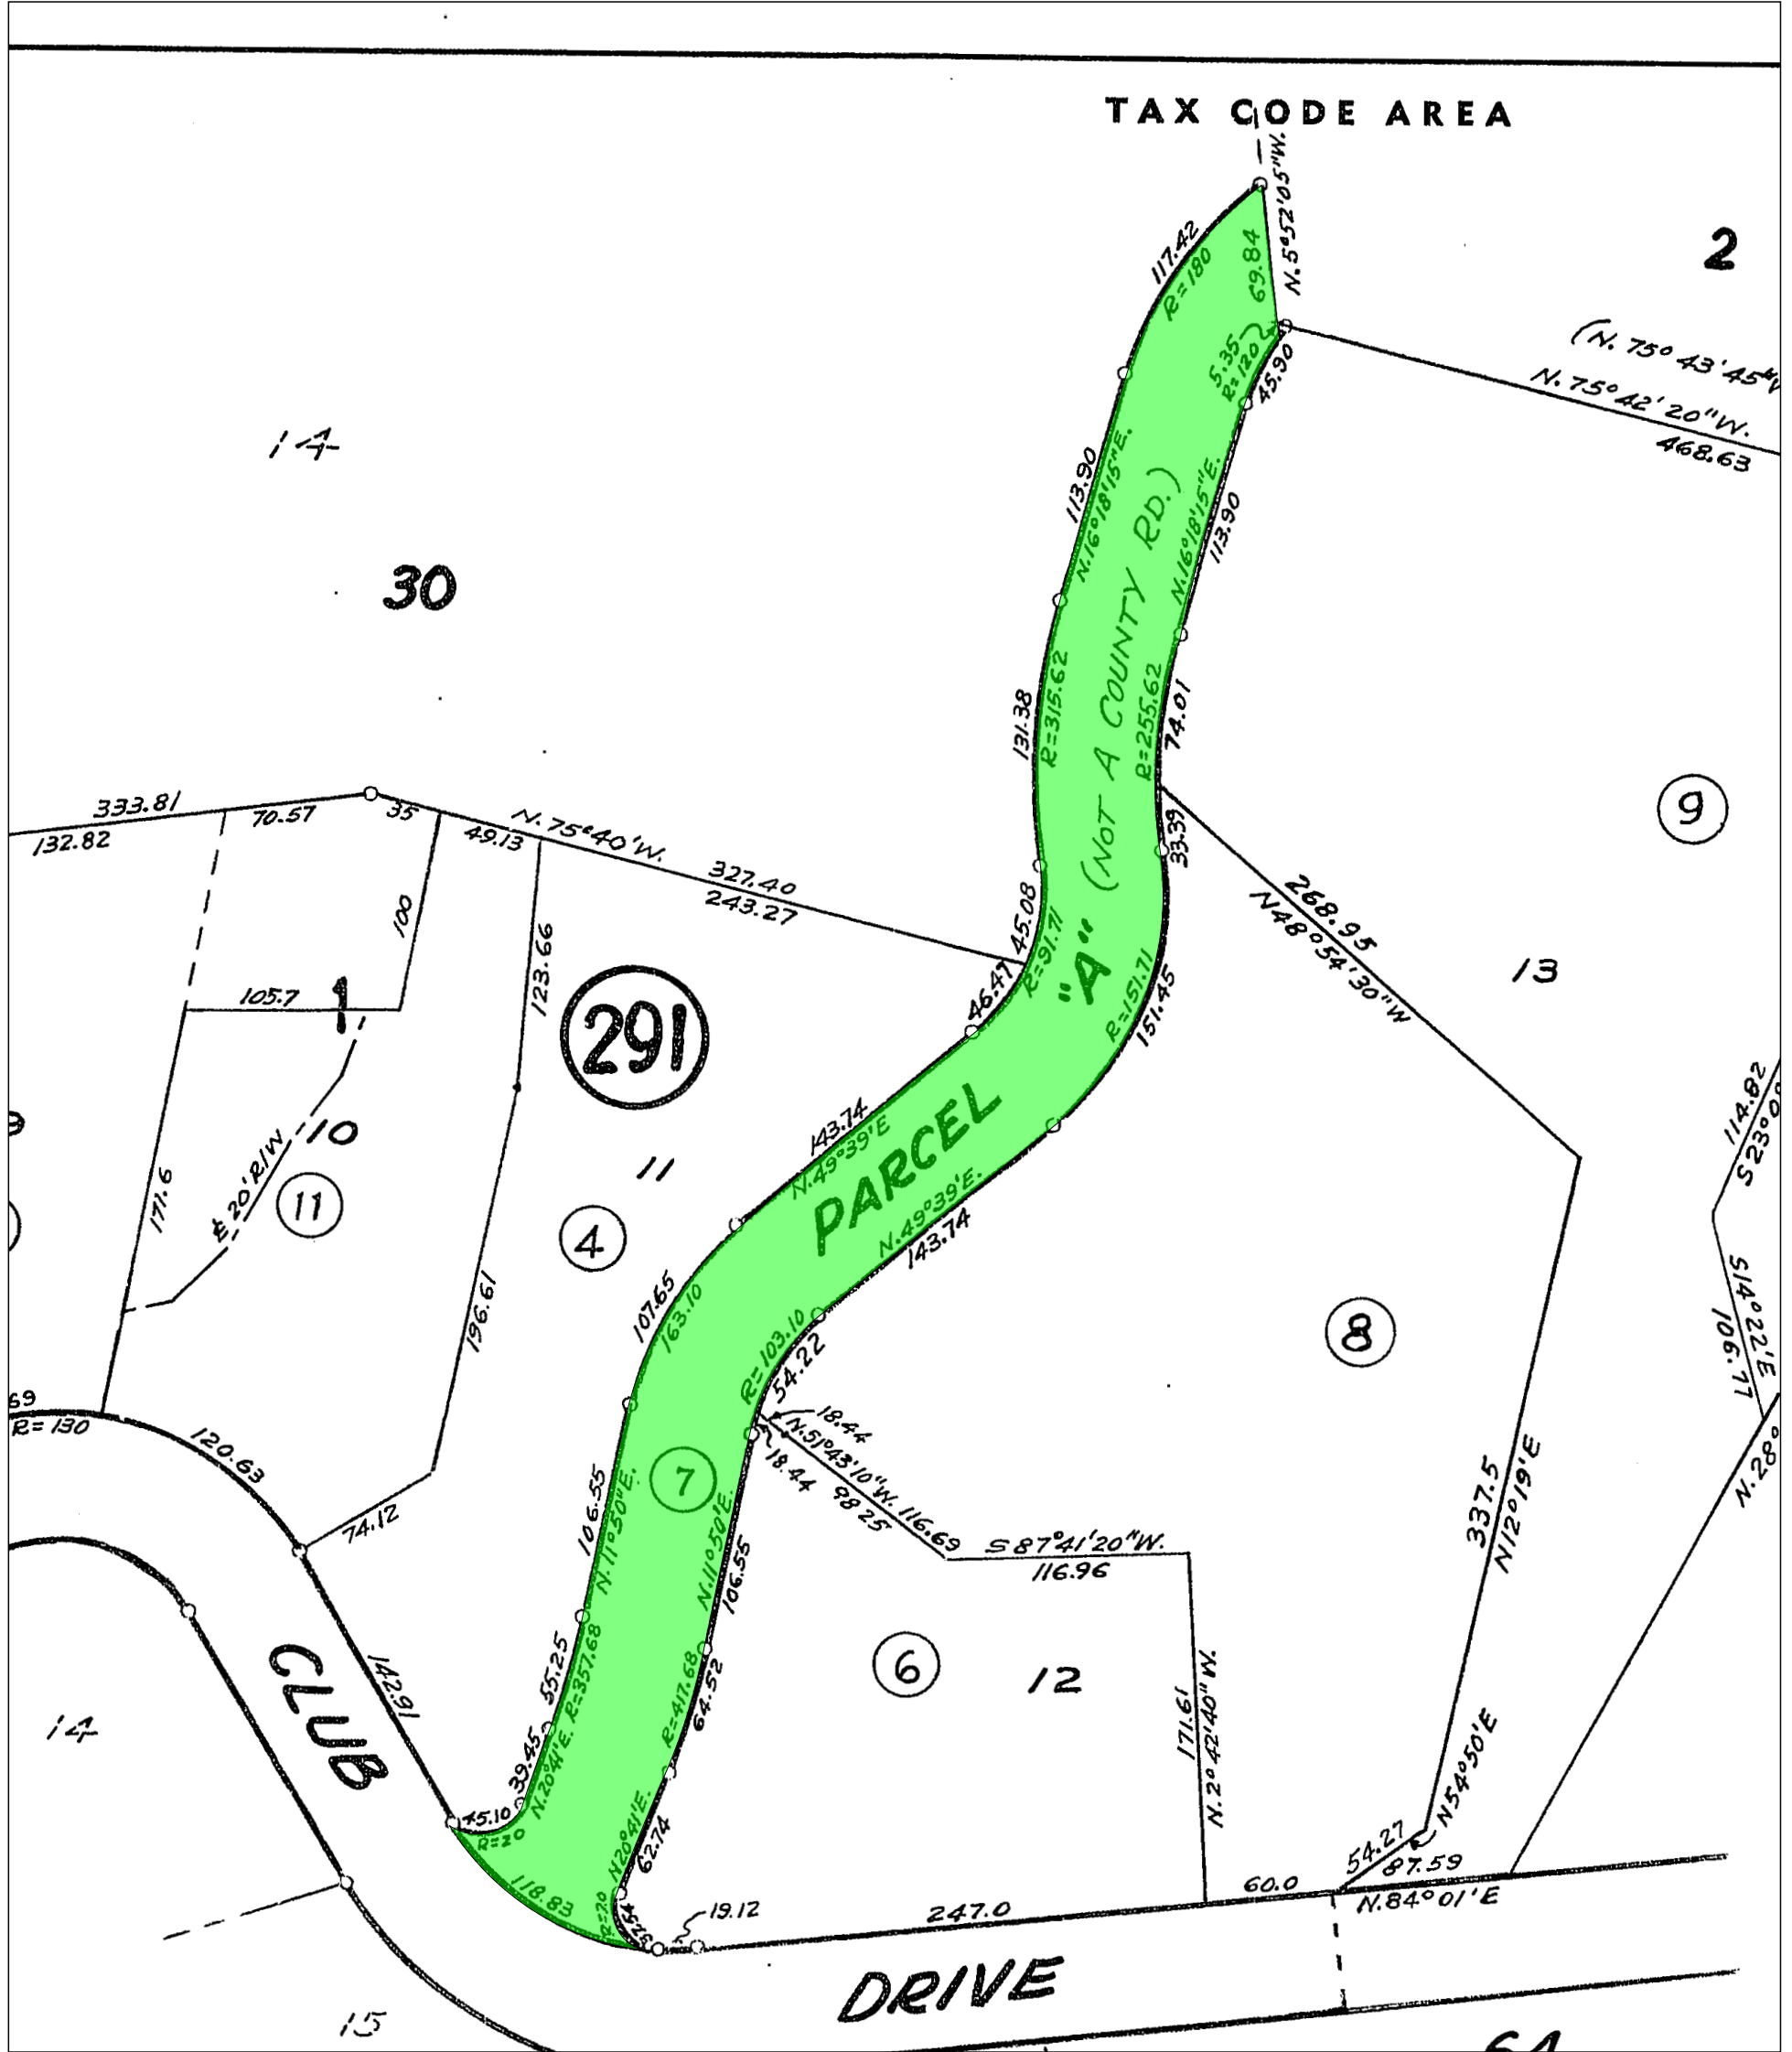 TAX CODE AREA
N.5°52'05"W.
2
117.42
R=180
69.84
5.35
R=120
45.90
(N. 75° 43' 45"W
N. 75° 42' 20"W.
468.63
14
113.90
N.16°18'15"E.
N.16°18'15"E.
113.90
30
131.38
R=315.62
R=255.62
74.01
"A" (NOT A COUNTY RD.)
9
333.81
132.82
70.57
35
49.13
N.75°40'W.
327.40
243.27
33.39
268.95
N48°54'30"W
13
100
123.66
45.08
R=91.71
46.47
R=151.71
151.45
105.7
1
291
114.82
S23°0
10
11
143.74
N.49°39'E
PARCEL
N.49°39'E.
143.74
171.6
₵ 20' R/W
11
4
S14°22'E
106.77
196.61
107.65
163.10
R=103.10
54.22
8
69
R=130
120.63
18.44
N.51°43'10"W. 116.69
18.44
98.25
7
74.12
106.55
N.11°50'E.
N.11°50'E.
106.55
S87°41'20"W.
116.96
337.5
N12°19'E
N.28°
CLUB
142.91
55.25
R=357.68
R=417.68
64.52
6
12
171.61
N.2°42'40"W.
14
39.45
N.20°41'E.
45.10
R=20
N20°41'E.
62.74
N54°50'E
54.27
87.59
118.83
R=20
19.12
247.0
60.0
N.84°01'E
DRIVE
15